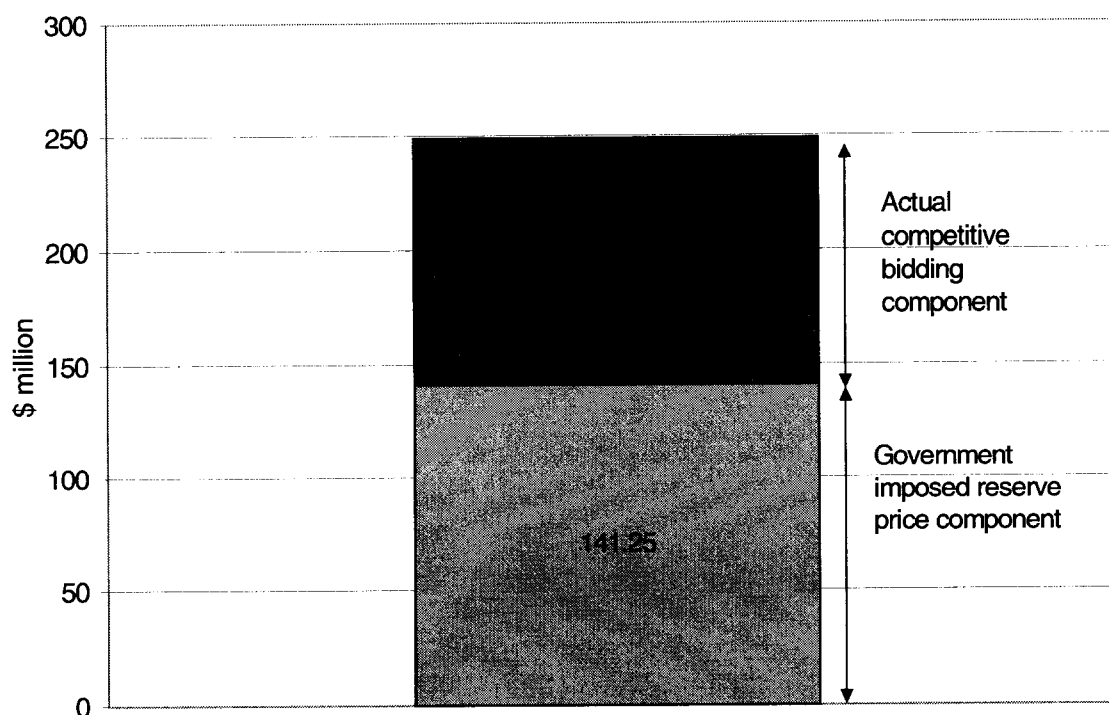 300
250
200
150
100
50
0
$ million
Actual
competitive
bidding
component
Government
imposed reserve
price component
141.25